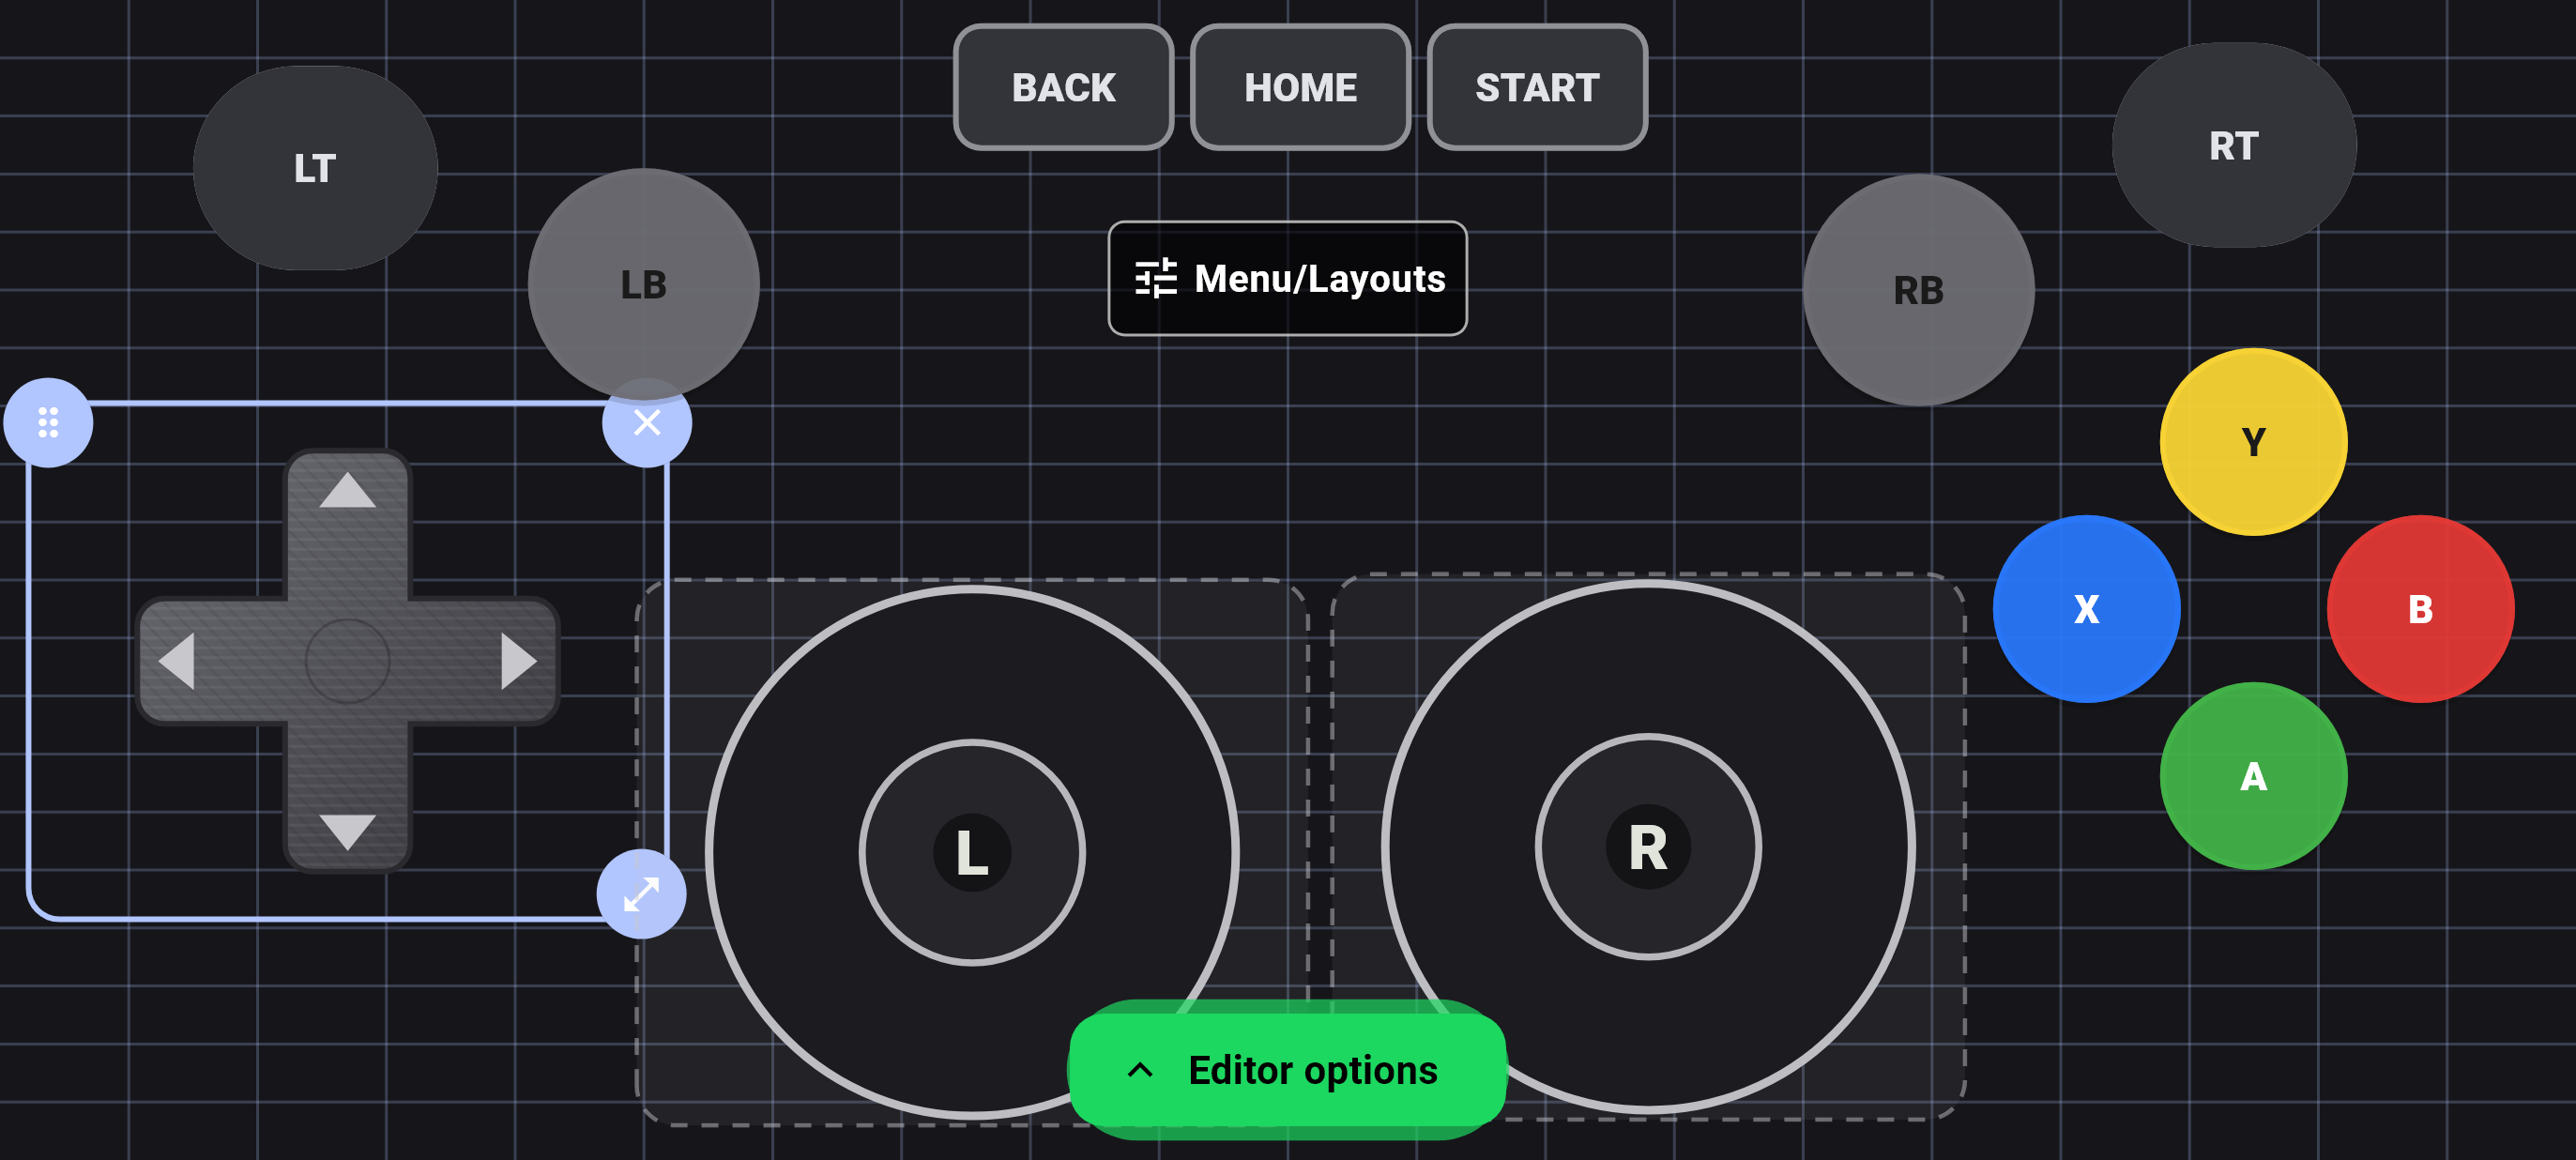 BACK
HOME
START
LT
RT
LB
Menu/Layouts
RB
Y
X
B
A
L
R
Editor options